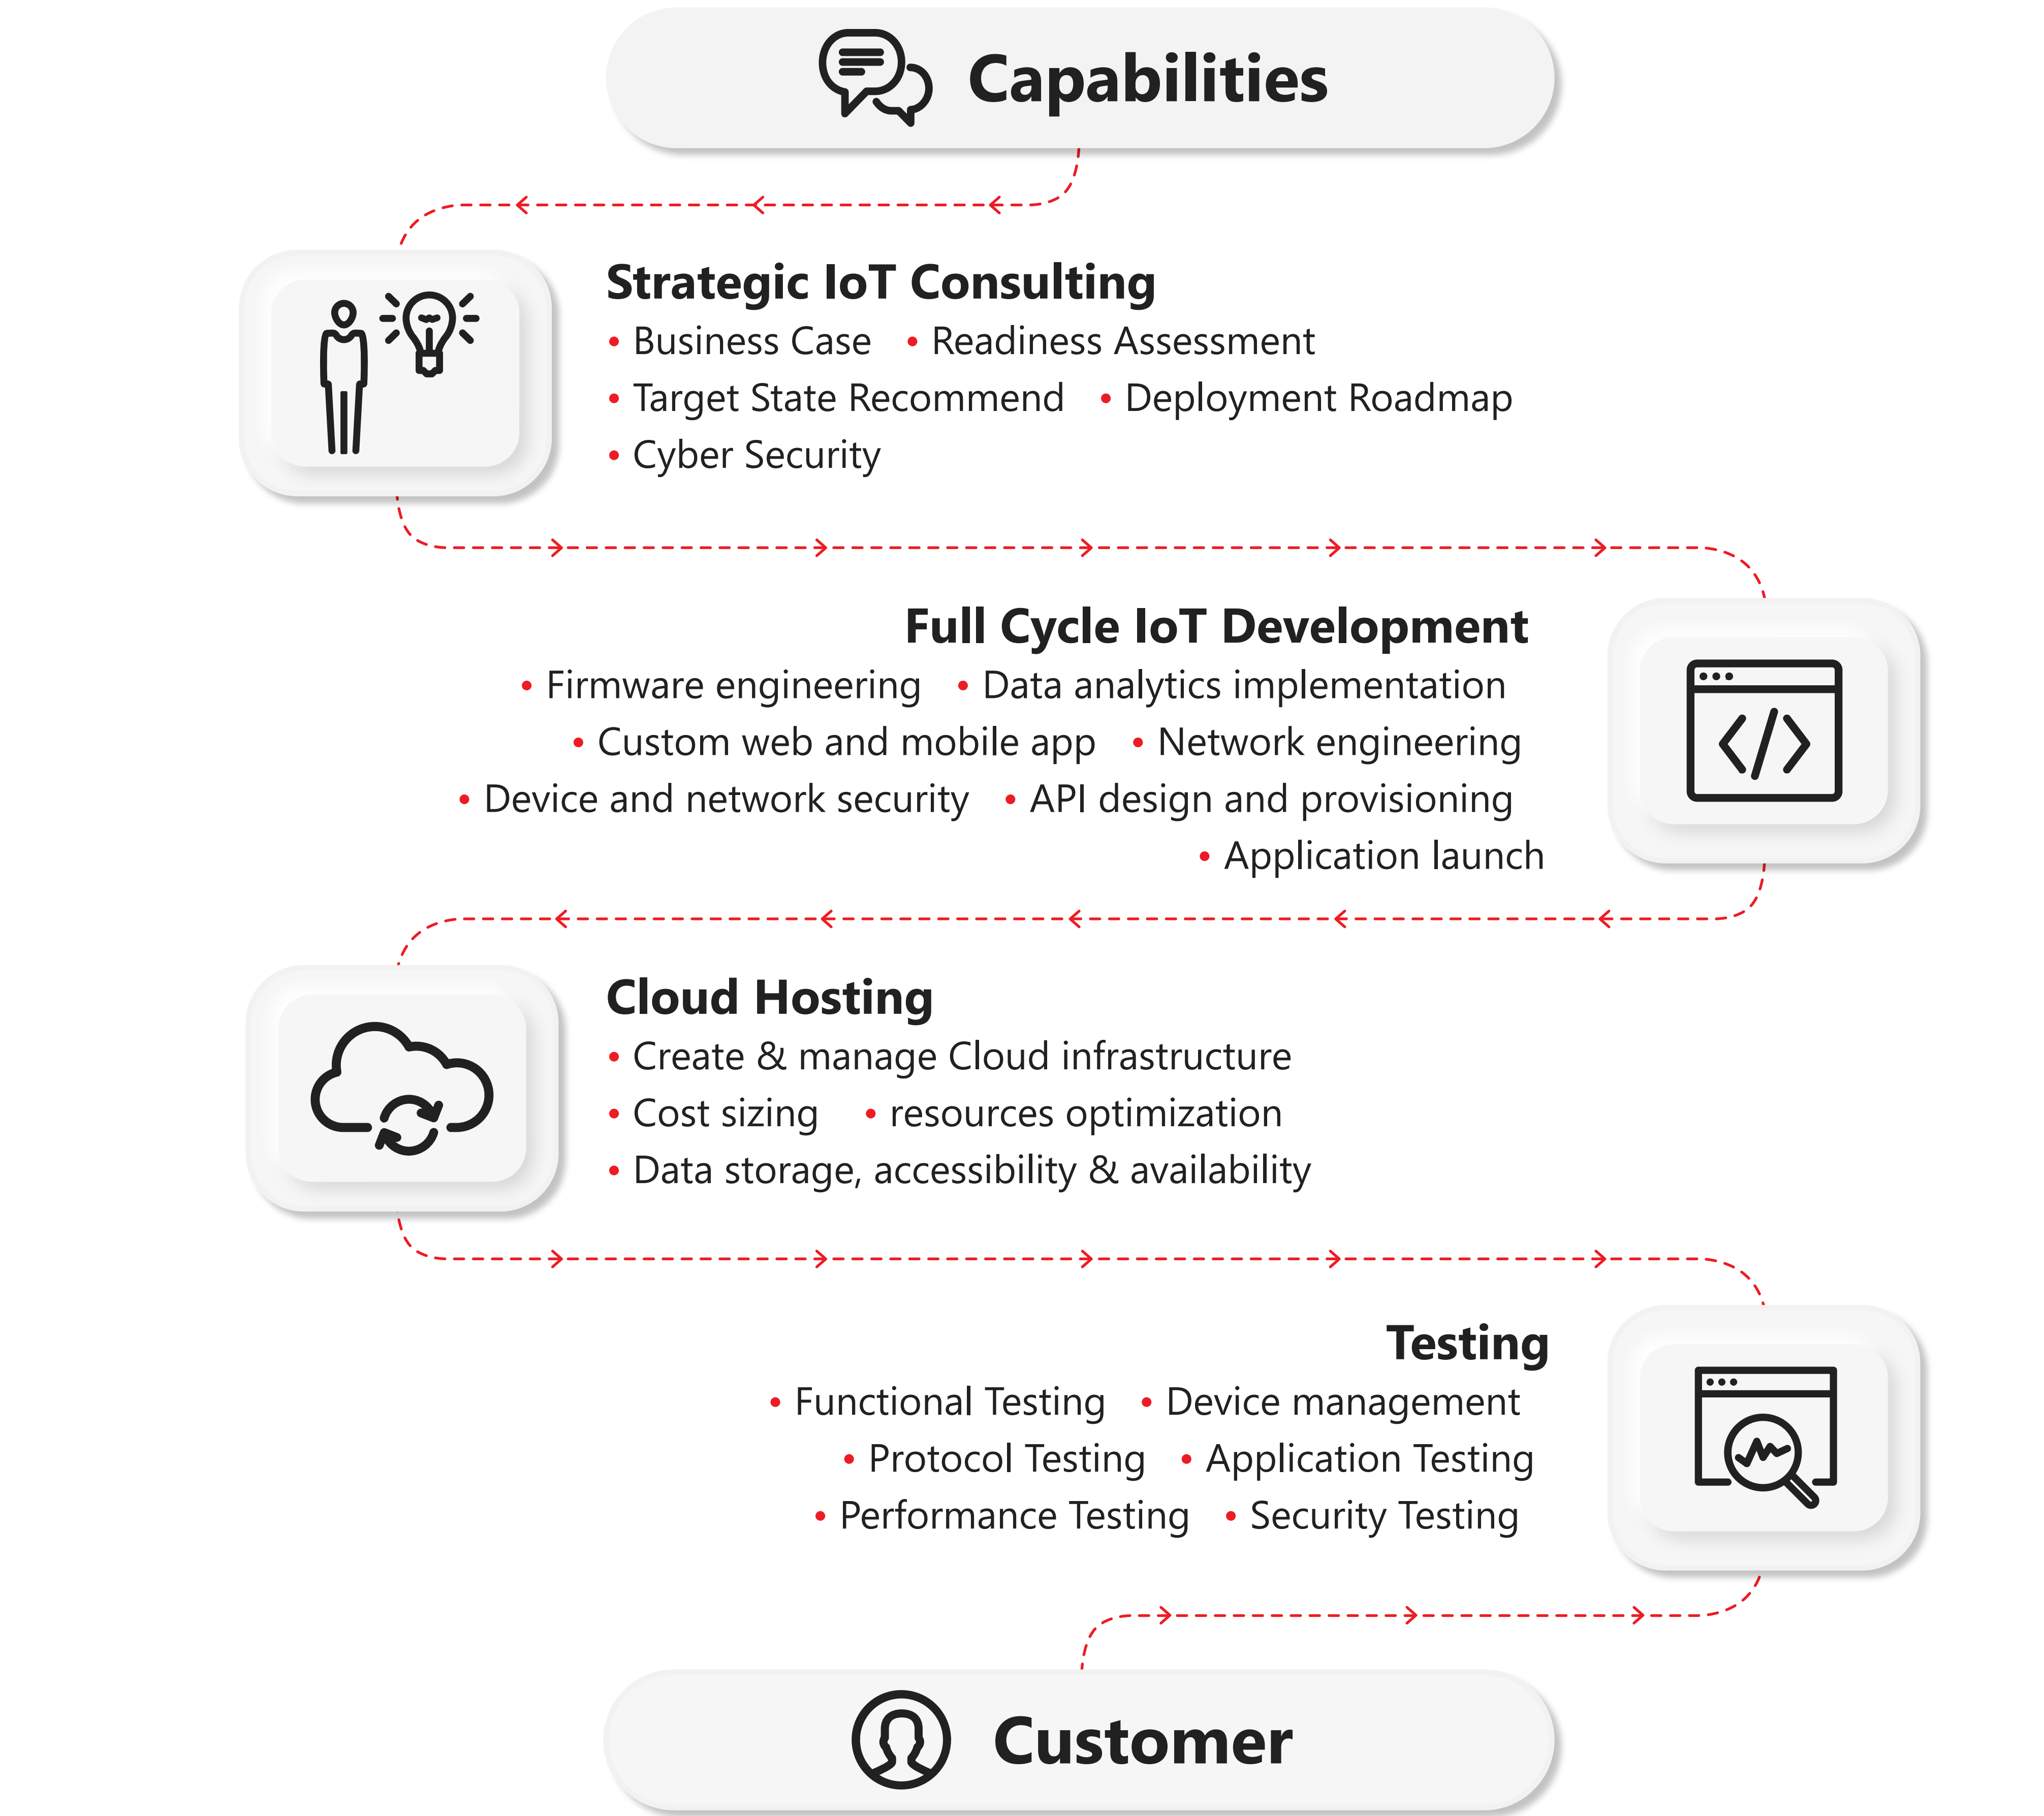 Capabilities
Strategic IoT Consulting
• Business Case • Readiness Assessment
• Target State Recommend • Deployment Roadmap
• Cyber Security
Full Cycle IoT Development
• Firmware engineering • Data analytics implementation
• Custom web and mobile app • Network engineering
• Device and network security • API design and provisioning
• Application launch
Cloud Hosting
• Create & manage Cloud infrastructure
• Cost sizing • resources optimization
• Data storage, accessibility & availability
Testing
• Functional Testing • Device management
• Protocol Testing • Application Testing
• Performance Testing • Security Testing
Customer